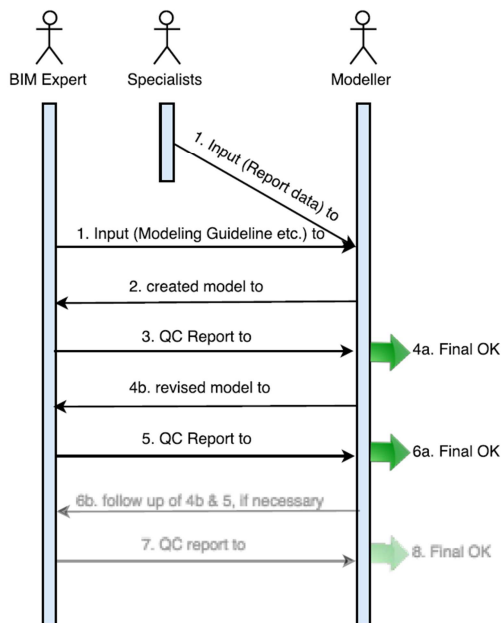 BIM Expert
Specialists
Modeller
1. Input (Report data) to
1. Input (Modeling Guideline etc.) to
2. created model to
3. QC Report to
4a. Final OK
4b. revised model to
5. QC Report to
6a. Final OK
6b. follow up of 4b & 5, if necessary
7. QC report to
8. Final OK